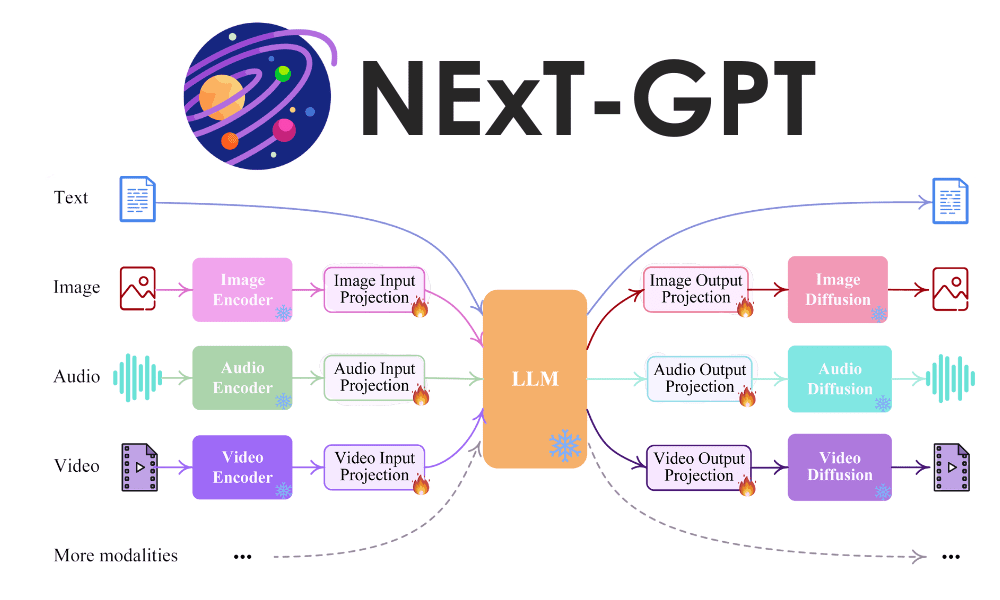 NExT-GPT
Text
Image
Image
Encoder
Image Input
Projection
Image Output
Projection
Image
Diffusion
Audio
Audio
Encoder
Audio Input
Projection
LLM
Audio Output
Projection
Audio
Diffusion
Video
Video
Encoder
Video Input
Projection
Video Output
Projection
Video
Diffusion
More modalities
...
...